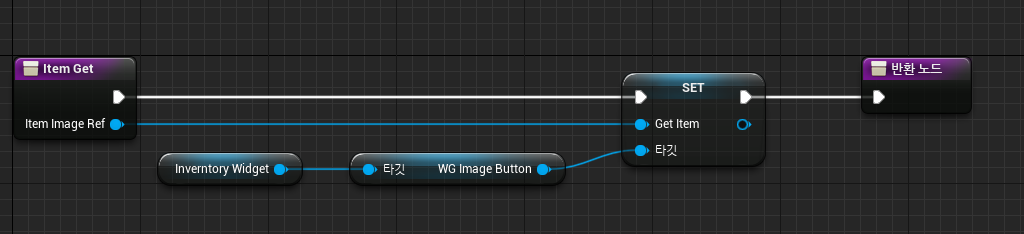 Item Get
Item Image Ref
Inverntory Widget
타깃
WG Image Button
SET
Get Item
타깃
반환 노드